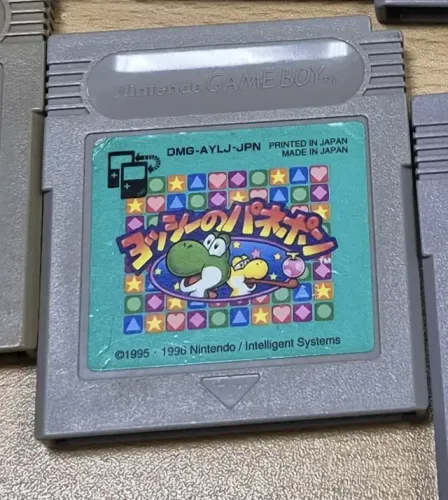 Nintendo GAME BOY
DMG-AYLJ-JPN PRINTED IN JAPAN
MADE IN JAPAN
ヨッシーのパネポン
©1995 · 1996 Nintendo / Intelligent Systems